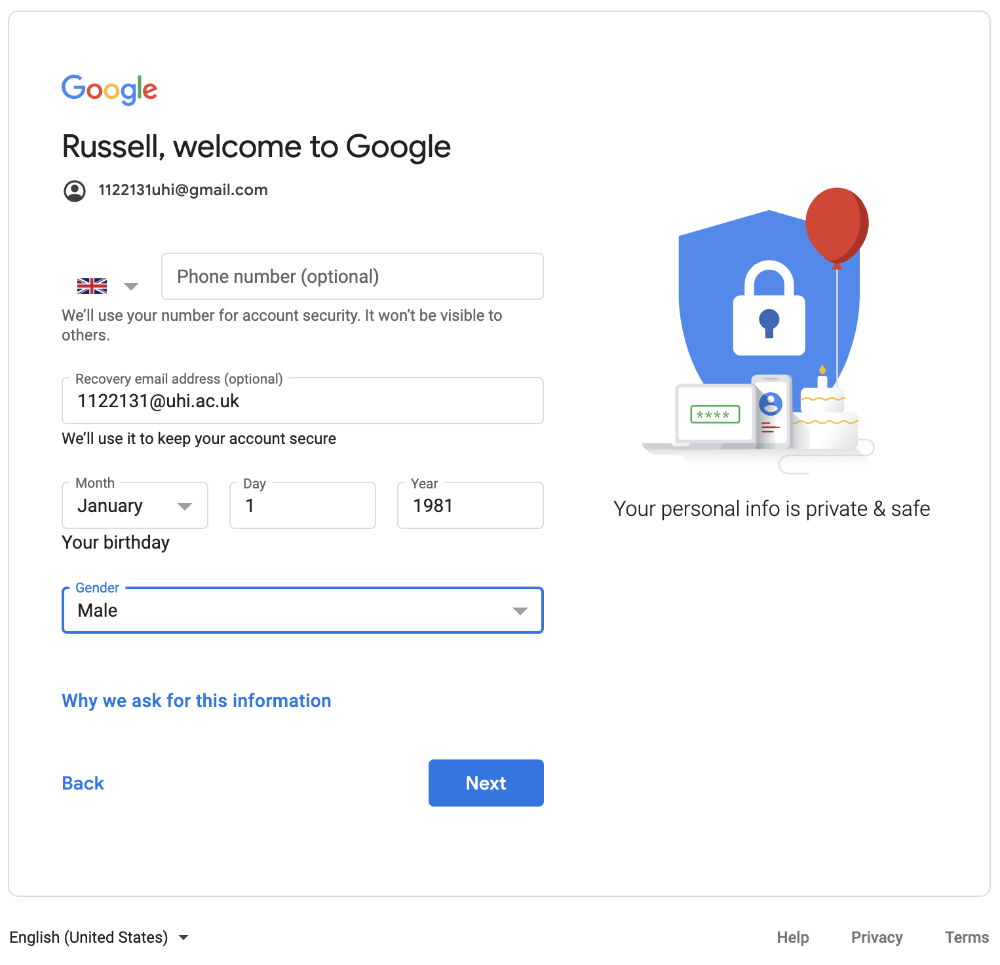 Google
Russell, welcome to Google
1122131uhi@gmail.com
Phone number (optional)
We’ll use your number for account security. It won’t be visible to
others.
Recovery email address (optional)
1122131@uhi.ac.uk
We’ll use it to keep your account secure
Month
January
Day
1
Year
1981
Your birthday
Gender
Male
Why we ask for this information
Back
Next
****
Your personal info is private & safe
English (United States)
Help
Privacy
Terms